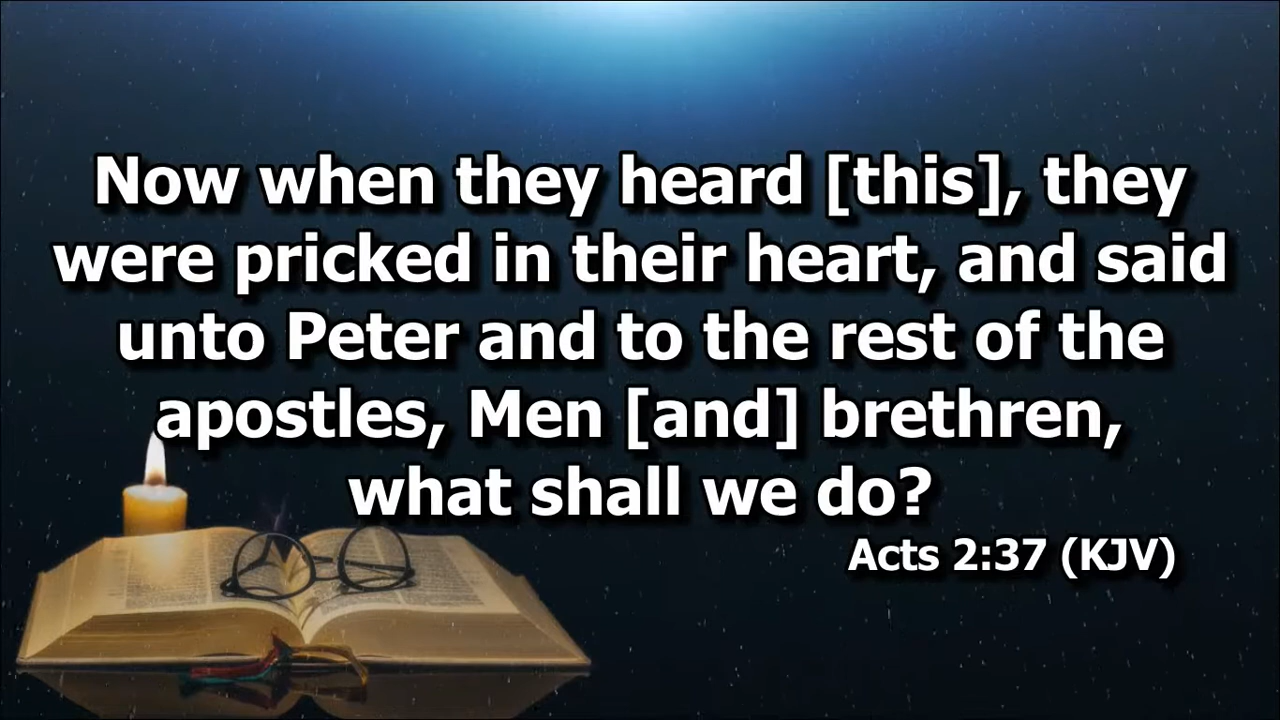 Now when they heard [this], they
were pricked in their heart, and said
unto Peter and to the rest of the
apostles, Men [and] brethren,
what shall we do?
Acts 2:37 (KJV)